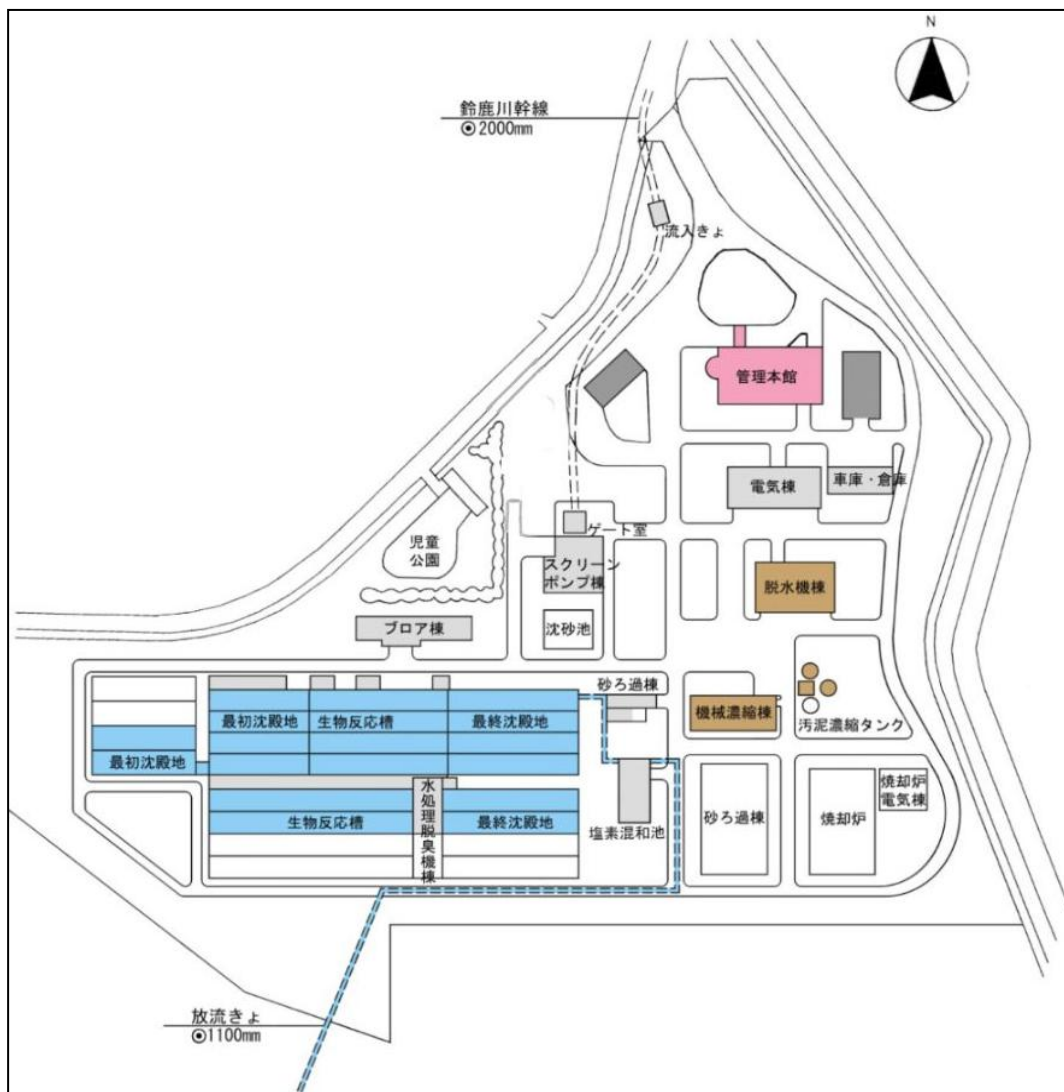 N
鈴鹿川幹線
◉2000mm
流入きょ
管理本館
電気棟
車庫・倉庫
ゲート室
児童
公園
スクリーン
ポンプ棟
脱水機棟
ブロア棟
沈砂池
砂ろ過棟
最初沈殿地
生物反応槽
最終沈殿地
機械濃縮棟
汚泥濃縮タンク
最初沈殿地
水処理脱臭機棟
焼却炉
電気棟
生物反応槽
最終沈殿地
塩素混和池
砂ろ過棟
焼却炉
放流きょ
◉1100mm